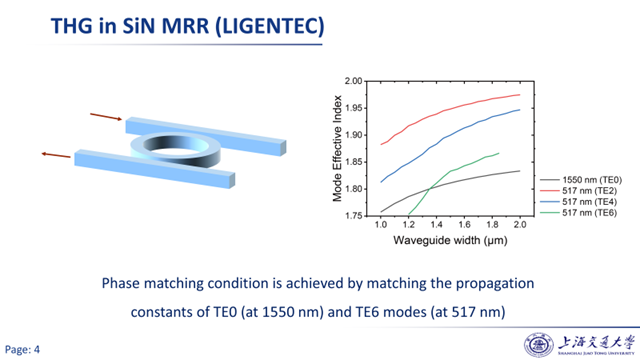 THG in SiN MRR (LIGENTEC)
2.00
1.95
1.90
1.85
1.80
1.75
Mode Effective Index
1.0 1.2 1.4 1.6 1.8 2.0
Waveguide width (μm)
1550 nm (TE0)
517 nm (TE2)
517 nm (TE4)
517 nm (TE6)
Phase matching condition is achieved by matching the propagation
constants of TE0 (at 1550 nm) and TE6 modes (at 517 nm)
Page: 4
上海交通大学
SHANGHAI JIAO TONG UNIVERSITY